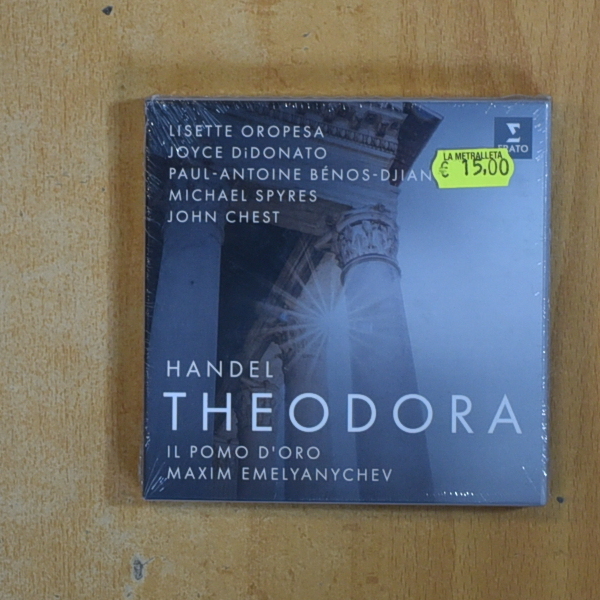 LISETTE OROPESA
JOYCE DiDONATO
PAUL-ANTOINE BÉNOS-DJIAN
MICHAEL SPYRES
JOHN CHEST
ERATO
LA METRALLETA
€ 15,00
HANDEL
THEODORA
IL POMO D'ORO
MAXIM EMELYANYCHEV